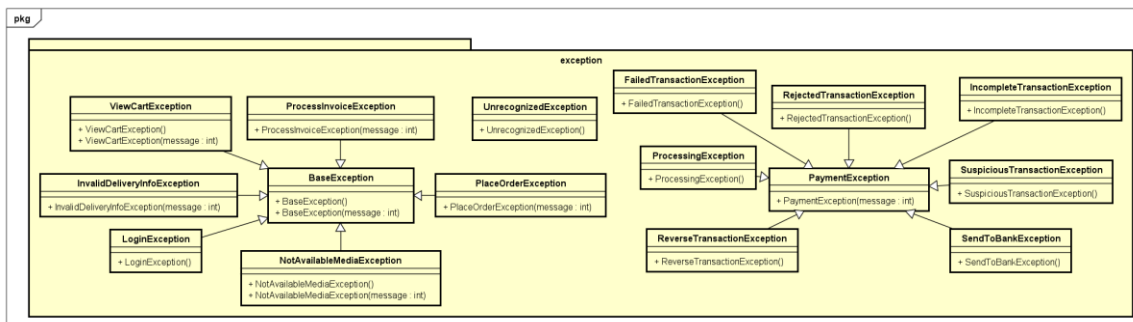 pkg
exception
ViewCartException
+ ViewCartException()
+ ViewCartException(message : int)
ProcessInvoiceException
+ ProcessInvoiceException(message : int)
UnrecognizedException
+ UnrecognizedException()
FailedTransactionException
+ FailedTransactionException()
RejectedTransactionException
+ RejectedTransactionException()
IncompleteTransactionException
+ IncompleteTransactionException()
InvalidDeliveryInfoException
+ InvalidDeliveryInfoException(message : int)
BaseException
+ BaseException()
+ BaseException(message : int)
PlaceOrderException
+ PlaceOrderException(message : int)
ProcessingException
+ ProcessingException()
PaymentException
+ PaymentException(message : int)
SuspiciousTransactionException
+ SuspiciousTransactionException()
LoginException
+ LoginException()
NotAvailableMediaException
+ NotAvailableMediaException()
+ NotAvailableMediaException(message : int)
ReverseTransactionException
+ ReverseTransactionException()
SendToBankException
+ SendToBankException()